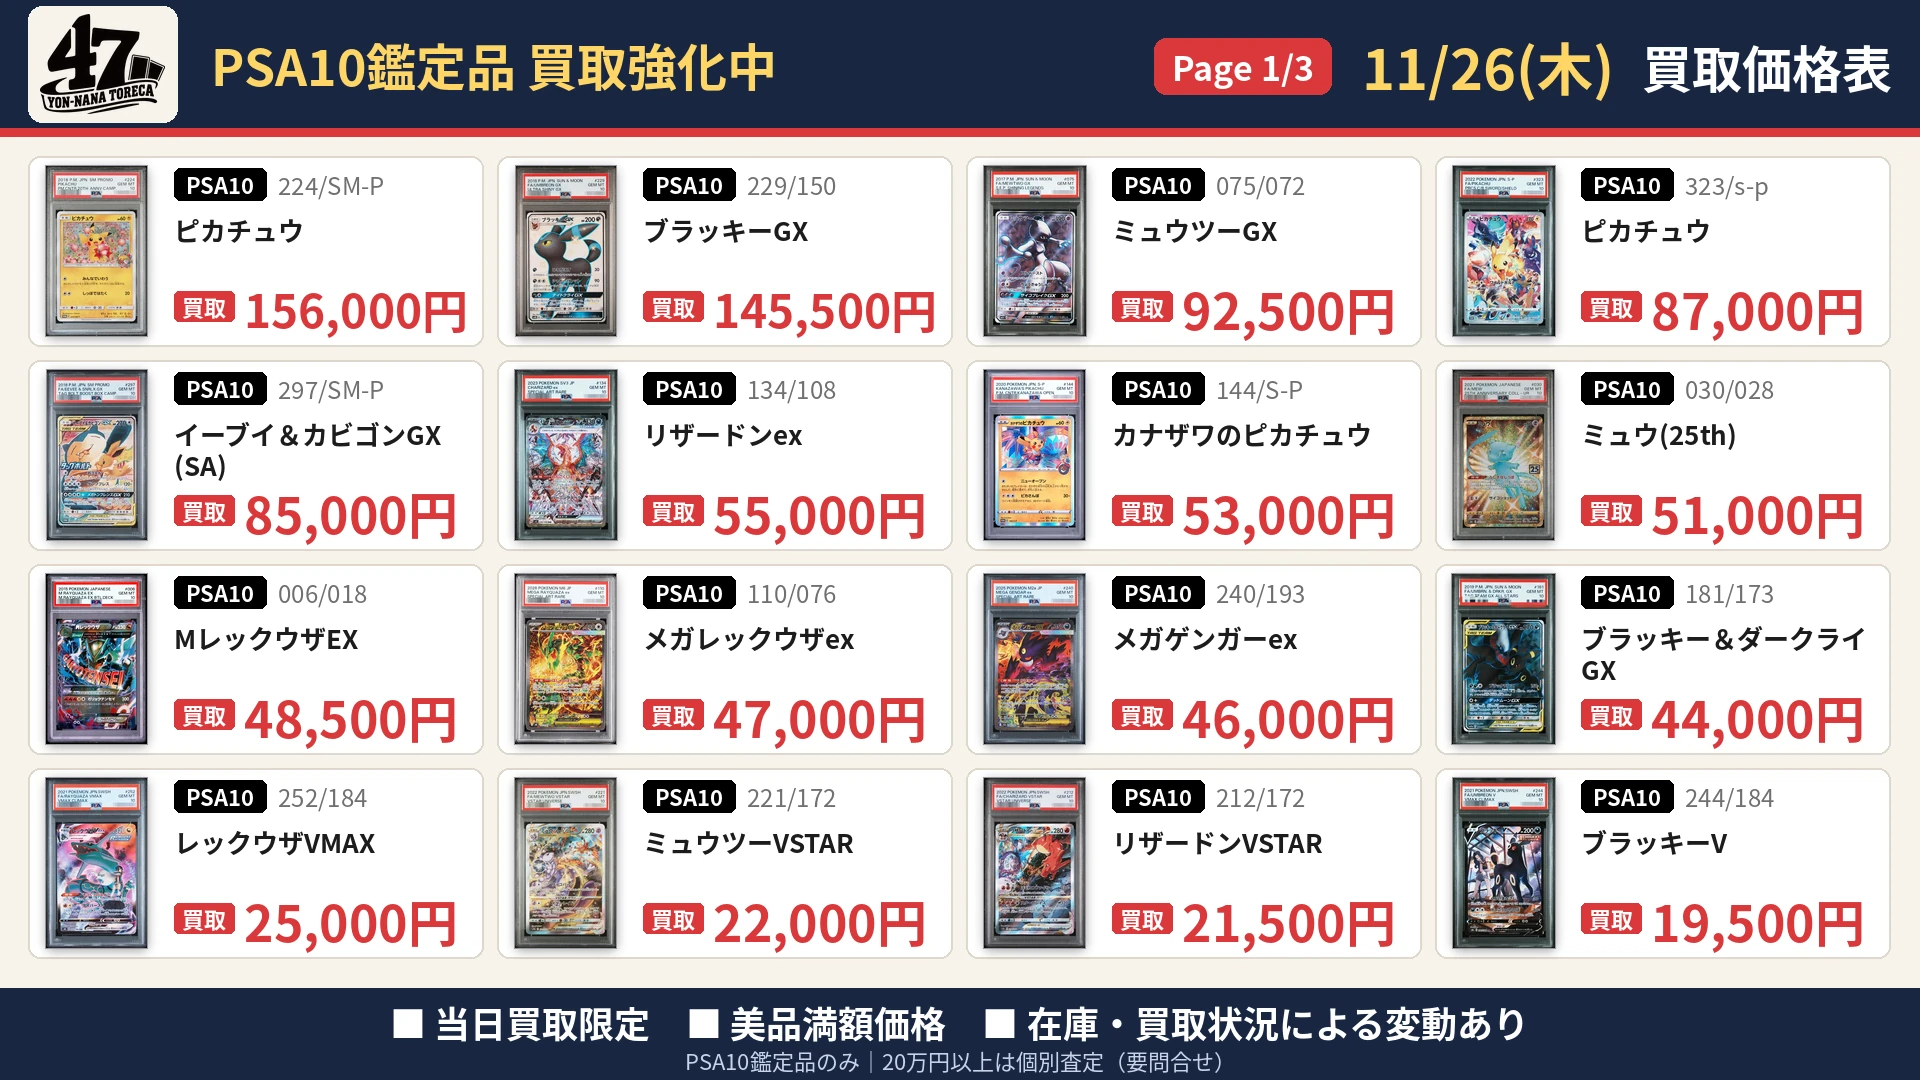 47
YON-NANA TORECA
PSA10鑑定品 買取強化中
Page 1/3
11/26(木) 買取価格表
PSA10 224/SM-P
ピカチュウ
買取 156,000円
PSA10 229/150
ブラッキーGX
買取 145,500円
PSA10 075/072
ミュウツーGX
買取 92,500円
PSA10 323/s-p
ピカチュウ
買取 87,000円
PSA10 297/SM-P
イーブイ＆カビゴンGX
(SA)
買取 85,000円
PSA10 134/108
リザードンex
買取 55,000円
PSA10 144/S-P
カナザワのピカチュウ
買取 53,000円
PSA10 030/028
ミュウ(25th)
買取 51,000円
PSA10 006/018
MレックウザEX
買取 48,500円
PSA10 110/076
メガレックウザex
買取 47,000円
PSA10 240/193
メガゲンガーex
買取 46,000円
PSA10 181/173
ブラッキー＆ダークライ
GX
買取 44,000円
PSA10 252/184
レックウザVMAX
買取 25,000円
PSA10 221/172
ミュウツーVSTAR
買取 22,000円
PSA10 212/172
リザードンVSTAR
買取 21,500円
PSA10 244/184
ブラッキーV
買取 19,500円
■ 当日買取限定 ■ 美品満額価格 ■ 在庫・買取状況による変動あり
PSA10鑑定品のみ｜20万円以上は個別査定（要問合せ）